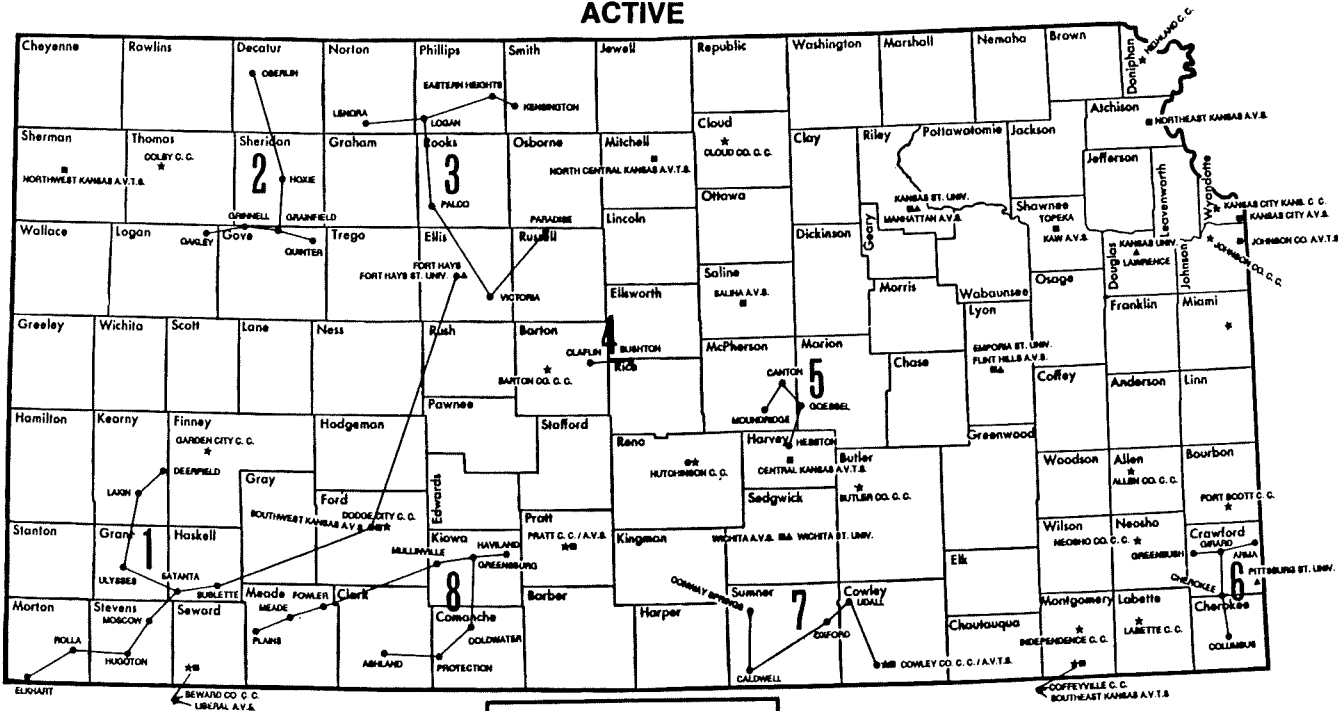 ACTIVE
Cheyenne
Rawlins
Decatur
Norton
Phillips
Smith
Jewell
Republic
Washington
Marshall
Nemaha
Brown
Doniphan
HIGHLAND C. C.
OBERLIN
EASTERN HEIGHTS
KENSINGTON
LENORA
LOGAN
Atchison
NORTHEAST KANSAS A.V.S.
Sherman
Thomas
COLBY C. C.
Sheridan
Graham
Rooks
Osborne
Mitchell
Cloud
CLOUD CO. C. C.
Clay
Riley
Pottawatomie
Jackson
Jefferson
Leavenworth
Wyandotte
NORTHWEST KANSAS A.V.T.S.
2
HOXIE
3
PALCO
NORTH CENTRAL KANSAS A.V.T.S.
Ottawa
KANSAS ST. UNIV.
MANHATTAN A.V.S.
Shawnee
TOPEKA
KAW A.V.S.
KANSAS CITY KANS. C. C.
KANSAS CITY A.V.S.
JOHNSON CO. A.V.T.S
JOHNSON CO. C. C.
Wallace
Logan
OAKLEY
GRINNELL
Gove
GRAINFIELD
QUINTER
Trego
Ellis
FORT HAYS
FORT HAYS ST. UNIV.
VICTORIA
PARADISE
Russell
Lincoln
Dickinson
Geary
Douglas
KANSAS UNIV.
LAWRENCE
Johnson
Ellsworth
Saline
SALINA A.V.S.
Morris
Wabaunsee
Osage
Franklin
Miami
Greeley
Wichita
Scott
Lane
Ness
Rush
Barton
4
CLAFLIN
BUSHTON
Rice
BARTON CO. C. C.
McPherson
Marion
CANTON
5
MOUNDRIDGE
GOESSEL
Chase
Lyon
EMPORIA ST. UNIV.
FLINT HILLS A.V.S.
Coffey
Anderson
Linn
Hamilton
Kearny
Finney
GARDEN CITY C. C.
DEERFIELD
LAKIN
Hodgeman
Pawnee
Stafford
Reno
HUTCHINSON C. C.
Harvey
HESSTON
CENTRAL KANSAS A.V.T.S.
Butler
BUTLER CO. C. C.
Greenwood
Woodson
Allen
ALLEN CO. C. C.
Bourbon
FORT SCOTT C. C.
Gray
Ford
DODGE CITY C. C.
SOUTHWEST KANSAS A.V.S.
Edwards
Sedgwick
WICHITA A.V.S.
WICHITA ST. UNIV.
Stanton
Grant
1
ULYSSES
Haskell
SATANTA
SUBLETTE
Kiowa
MULLINVILLE
HAVILAND
GREENSBURG
Pratt
PRATT C. C. / A.V.S.
Kingman
Elk
Wilson
Neosho
NEOSHO CO. C. C.
Crawford
GIRARD
GREENBUSH
ARMA
CHEROKEE
6
PITTSBURG ST. UNIV.
Morton
Stevens
MOSCOW
Seward
Meade
MEADE
FOWLER
PLAINS
Clark
8
Comanche
COLDWATER
ASHLAND
PROTECTION
Barber
Harper
CONWAY SPRINGS
Sumner
7
OXFORD
CALDWELL
Cowley
UDALL
COWLEY CO. C. C. / A.V.T.S.
Chautauqua
Montgomery
INDEPENDENCE C. C.
Labette
LABETTE C. C.
Cherokee
COLUMBUS
ROLLA
HUGOTON
ELKHART
SEWARD CO C. C.
LIBERAL A.V.S.
COFFEYVILLE C. C.
SOUTHEAST KANSAS A.V.T.S